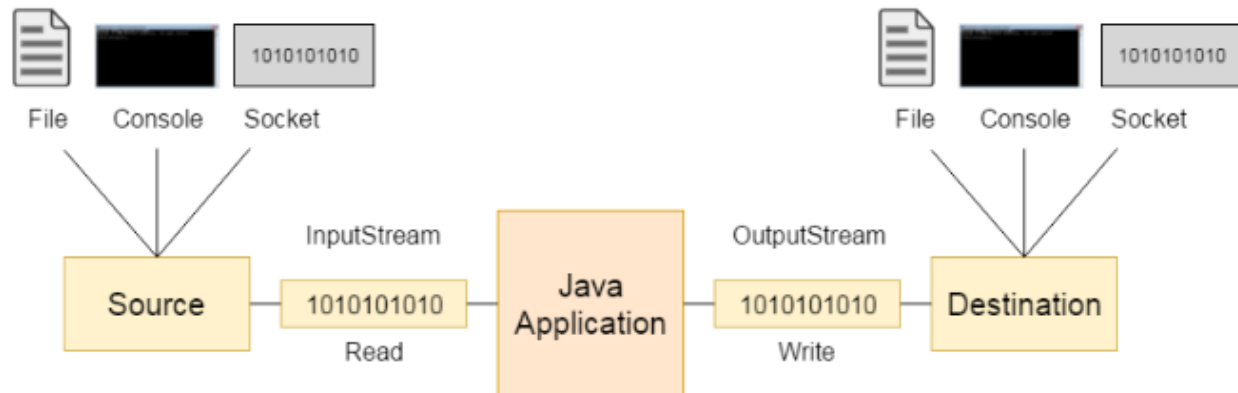 1010101010
1010101010
File Console Socket
File Console Socket
InputStream
OutputStream
Source
1010101010
Java
Application
1010101010
Destination
Read
Write